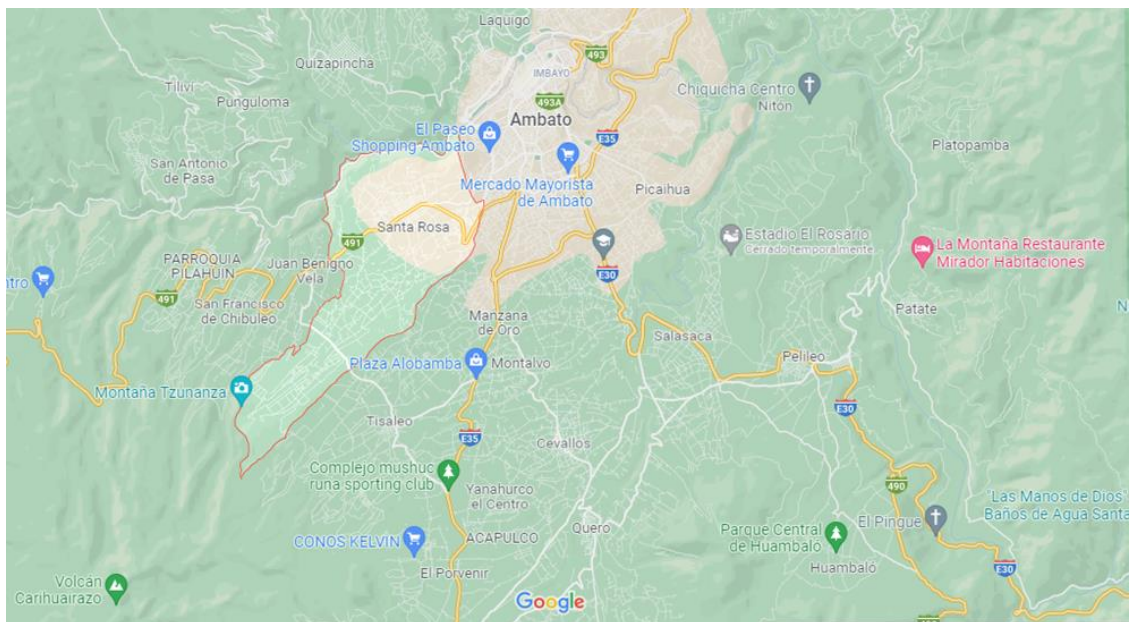 Laquigo
Quizapincha
493
IMBAYO
Tiliví
Punguloma
493A
Chiquicha Centro
Nitón
Ambato
El Paseo
Shopping Ambato
E35
Platopamba
San Antonio
de Pasa
Mercado Mayorista
de Ambato
Picaihua
Santa Rosa
491
Estadio El Rosario
Cerrado temporalmente
La Montaña Restaurante
Mirador Habitaciones
PARROQUIA
PILAHUIN
Juan Benigno
Vela
ntro
491
San Francisco
de Chibuleo
E30
Patate
N
Manzana
de Oro
Salasaca
Pelileo
Plaza Alobamba
Montalvo
Montaña Tzunanza
E30
Tisaleo
E35
Cevallos
Complejo mushuc
runa sporting club
Yanahurco
el Centro
490
"Las Manos de Dios"
Baños de Agua Santa
El Pingue
Quero
Parque Central
de Huambalo
CONOS KELVIN
ACAPULCO
Huambaló
El Porvenir
E30
Volcán
Carihuairazo
Google